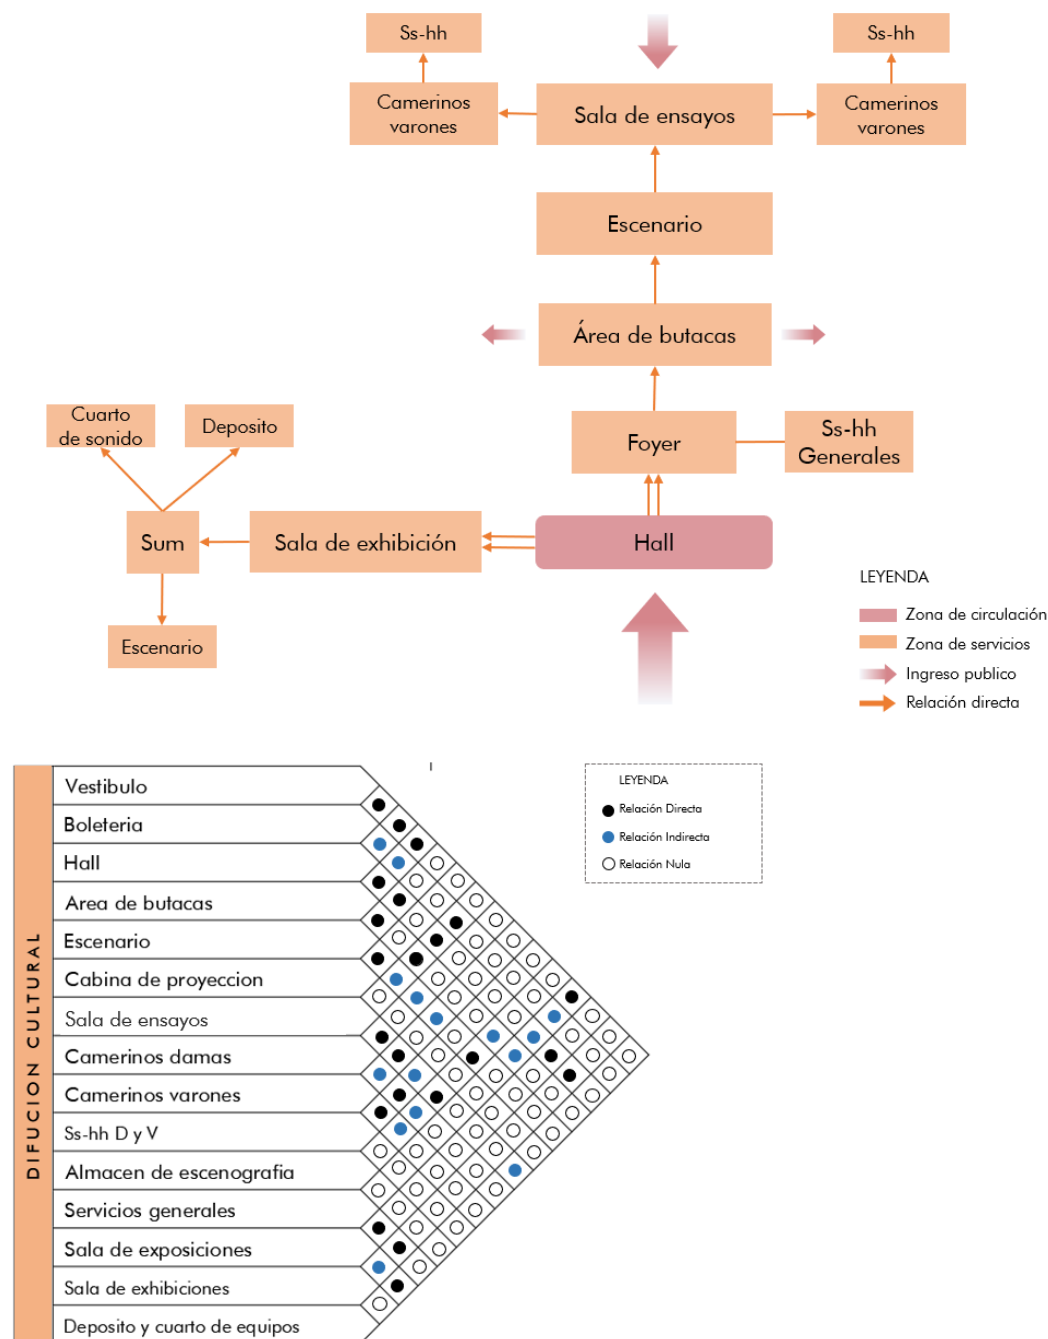 Ss-hh
Ss-hh
Camerinos
varones
Sala de ensayos
Camerinos
varones
Escenario
Área de butacas
Cuarto
de sonido
Deposito
Foyer
Ss-hh
Generales
Sum
Sala de exhibición
Hall
Escenario
LEYENDA
Zona de circulación
Zona de servicios
Ingreso publico
Relación directa
DIFUCION CULTURAL
Vestibulo
Boleteria
Hall
Area de butacas
Escenario
Cabina de proyeccion
Sala de ensayos
Camerinos damas
Camerinos varones
Ss-hh D y V
Almacen de escenografia
Servicios generales
Sala de exposiciones
Sala de exhibiciones
Deposito y cuarto de equipos
LEYENDA
Relación Directa
Relación Indirecta
Relación Nula